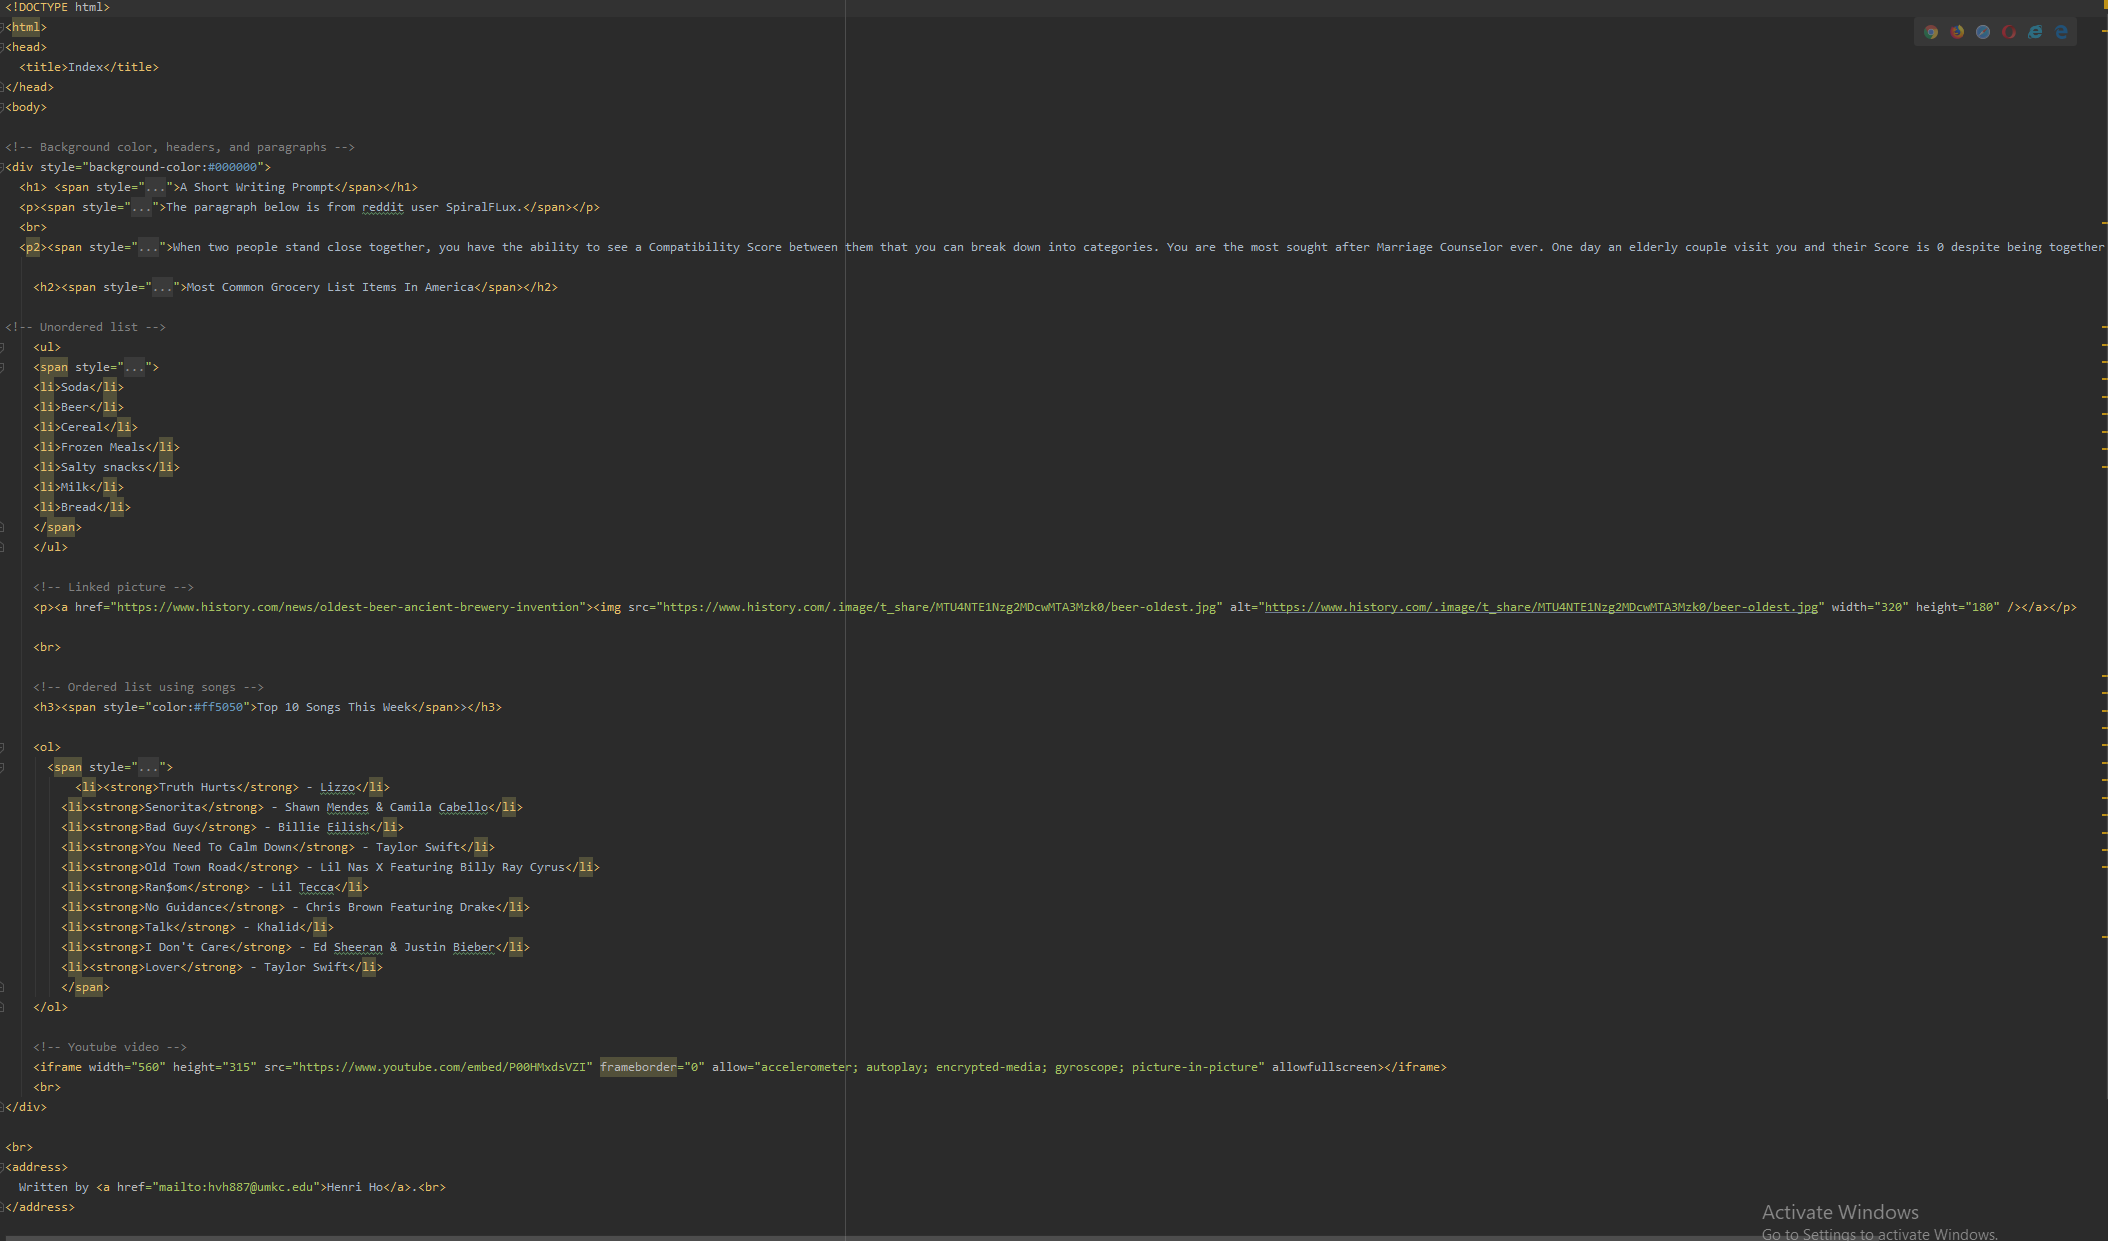 <!DOCTYPE html>
<html>
<head>
<title>Index</title>
</head>
<body>
<!-- Background color, headers, and paragraphs -->
<div style="background-color:#000000">
<h1> <span style="...">A Short Writing Prompt</span></h1>
<p><span style="...">The paragraph below is from reddit user SpiralFLux.</span></p>
<br>
<p2><span style="...">When two people stand close together, you have the ability to see a Compatibility Score between them that you can break down into categories. You are the most sought after Marriage Counselor ever. One day an elderly couple visit you and their Score is 0 despite being together
<h2><span style="...">Most Common Grocery List Items In America</span></h2>
<!-- Unordered list -->
<ul>
<span style="...">
<li>Soda</li>
<li>Beer</li>
<li>Cereal</li>
<li>Frozen Meals</li>
<li>Salty snacks</li>
<li>Milk</li>
<li>Bread</li>
</span>
</ul>
<!-- Linked picture -->
<p><a href="https://www.history.com/news/oldest-beer-ancient-brewery-invention"><img src="https://www.history.com/.image/t_share/MTU4NTE1Nzg2MDcwMTA3Mzk0/beer-oldest.jpg" alt="https://www.history.com/.image/t_share/MTU4NTE1Nzg2MDcwMTA3Mzk0/beer-oldest.jpg" width="320" height="180" /></a></p>
<br>
<!-- Ordered list using songs -->
<h3><span style="color:#ff5050">Top 10 Songs This Week</span>></h3>
<ol>
<span style="...">
<li><strong>Truth Hurts</strong> - Lizzo</li>
<li><strong>Senorita</strong> - Shawn Mendes & Camila Cabello</li>
<li><strong>Bad Guy</strong> - Billie Eilish</li>
<li><strong>You Need To Calm Down</strong> - Taylor Swift</li>
<li><strong>Old Town Road</strong> - Lil Nas X Featuring Billy Ray Cyrus</li>
<li><strong>Ran$om</strong> - Lil Tecca</li>
<li><strong>No Guidance</strong> - Chris Brown Featuring Drake</li>
<li><strong>Talk</strong> - Khalid</li>
<li><strong>I Don't Care</strong> - Ed Sheeran & Justin Bieber</li>
<li><strong>Lover</strong> - Taylor Swift</li>
</span>
</ol>
<!-- Youtube video -->
<iframe width="560" height="315" src="https://www.youtube.com/embed/P00HMxdsVZI" frameborder="0" allow="accelerometer; autoplay; encrypted-media; gyroscope; picture-in-picture" allowfullscreen></iframe>
<br>
</div>
<br>
<address>
Written by <a href="mailto:hvh887@umkc.edu">Henri Ho</a>.<br>
</address>
Activate Windows
Go to Settings to activate Windows.